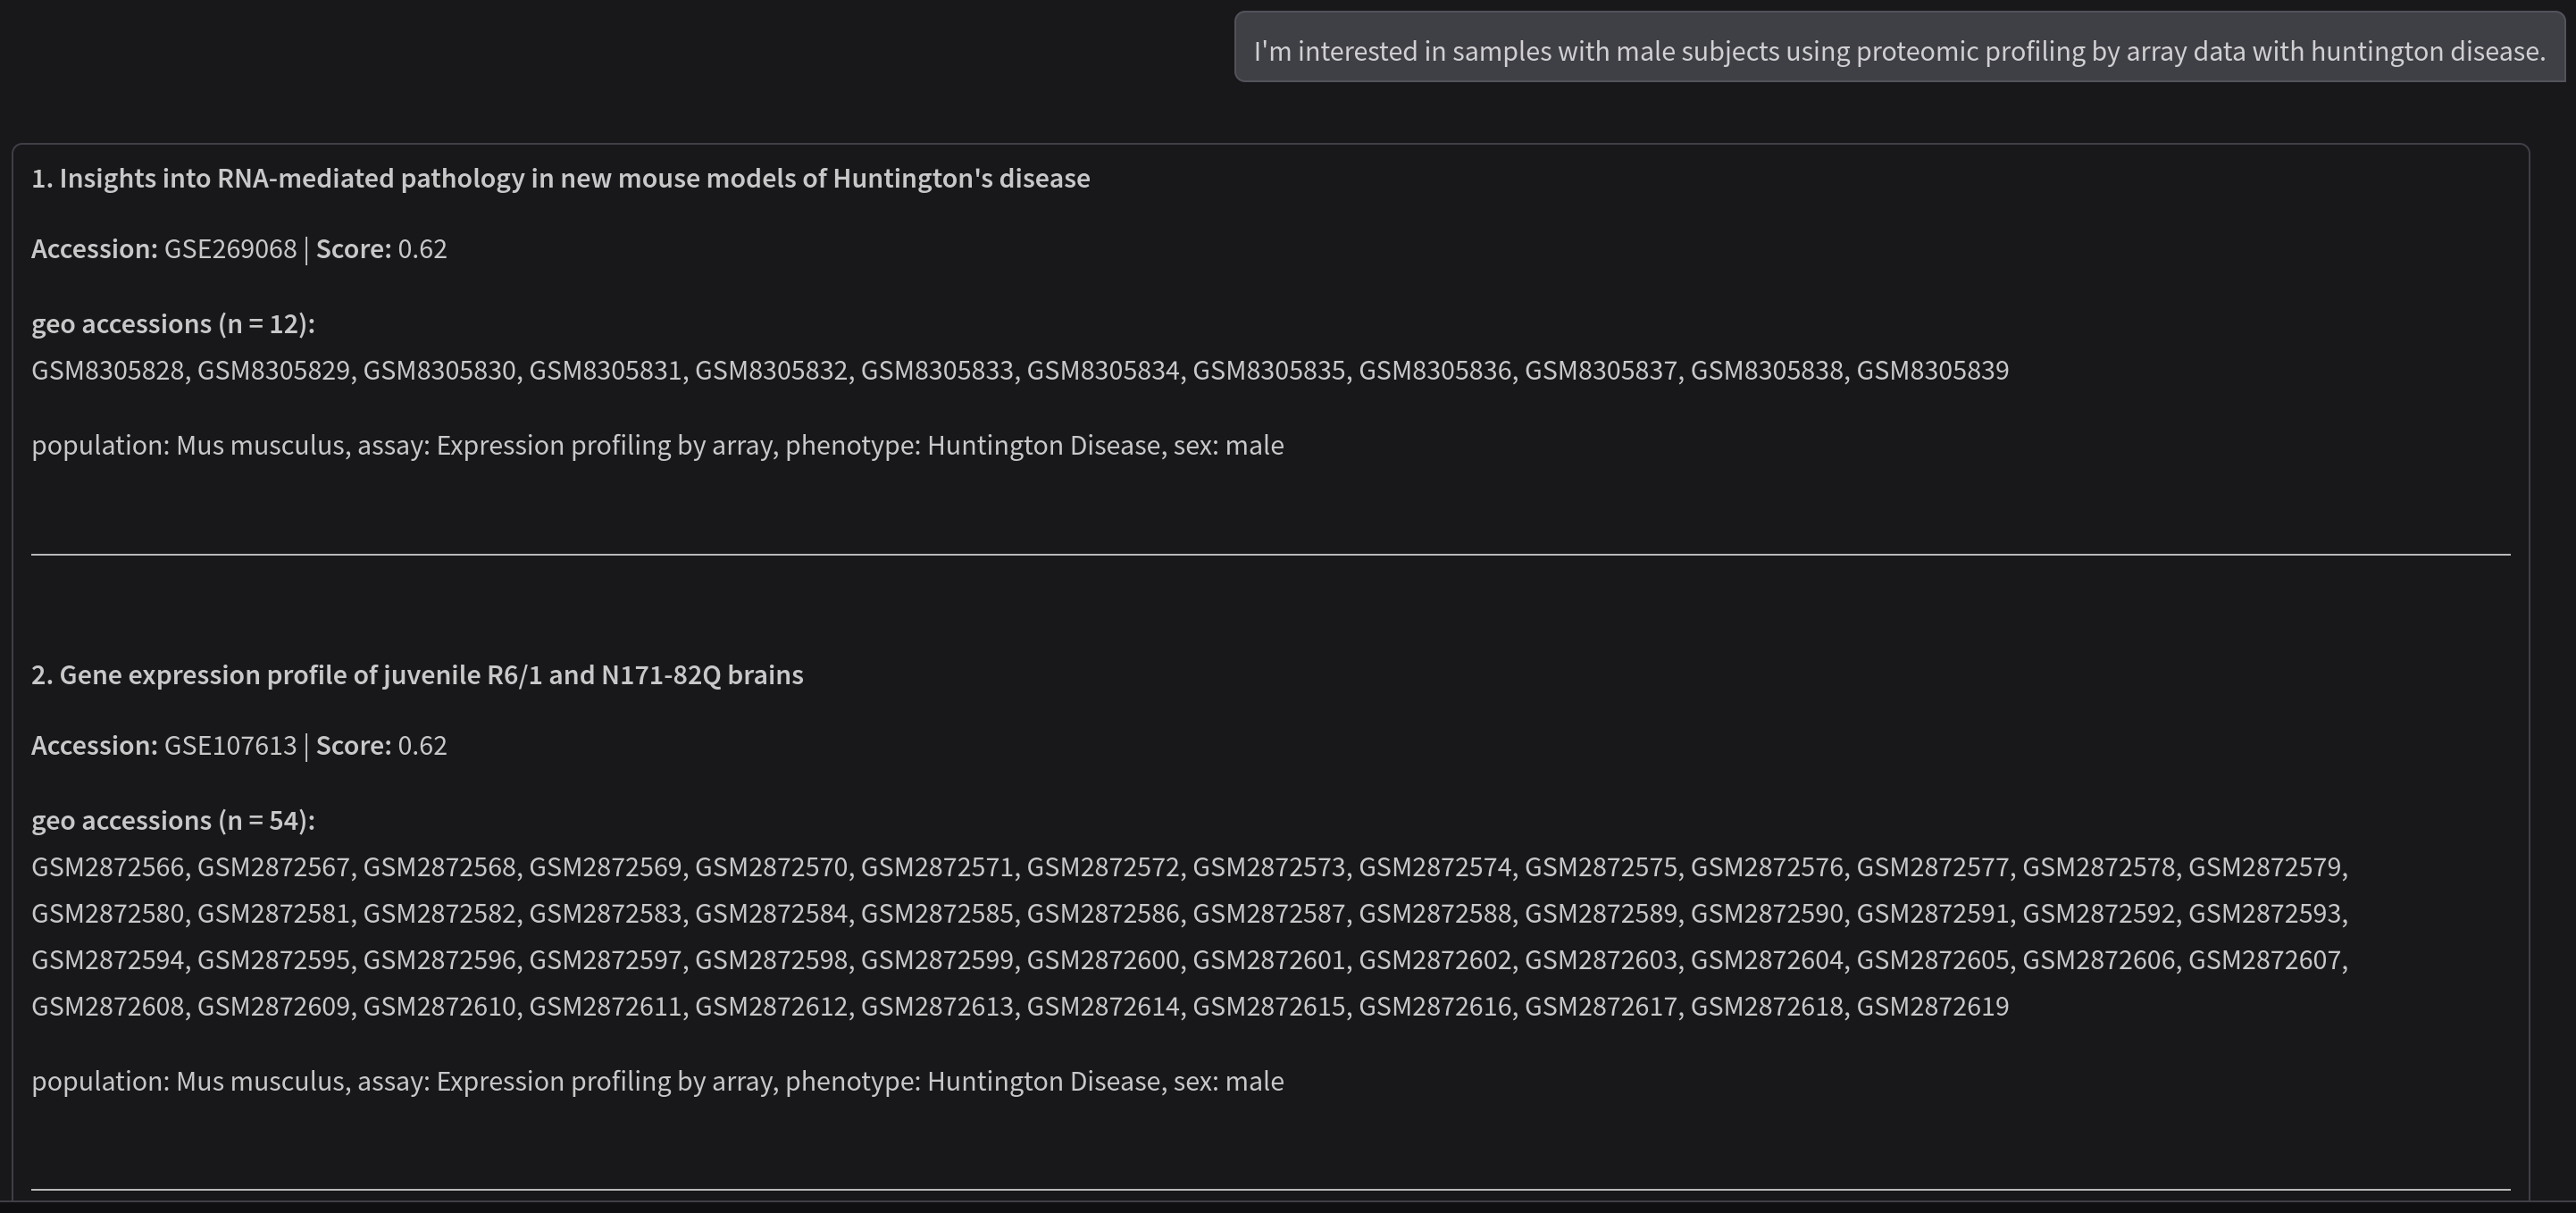 I'm interested in samples with male subjects using proteomic profiling by array data with huntington disease.
1. Insights into RNA-mediated pathology in new mouse models of Huntington's disease
Accession: GSE269068 | Score: 0.62
geo accessions (n = 12):
GSM8305828, GSM8305829, GSM8305830, GSM8305831, GSM8305832, GSM8305833, GSM8305834, GSM8305835, GSM8305836, GSM8305837, GSM8305838, GSM8305839
population: Mus musculus, assay: Expression profiling by array, phenotype: Huntington Disease, sex: male
2. Gene expression profile of juvenile R6/1 and N171-82Q brains
Accession: GSE107613 | Score: 0.62
geo accessions (n = 54):
GSM2872566, GSM2872567, GSM2872568, GSM2872569, GSM2872570, GSM2872571, GSM2872572, GSM2872573, GSM2872574, GSM2872575, GSM2872576, GSM2872577, GSM2872578, GSM2872579,
GSM2872580, GSM2872581, GSM2872582, GSM2872583, GSM2872584, GSM2872585, GSM2872586, GSM2872587, GSM2872588, GSM2872589, GSM2872590, GSM2872591, GSM2872592, GSM2872593,
GSM2872594, GSM2872595, GSM2872596, GSM2872597, GSM2872598, GSM2872599, GSM2872600, GSM2872601, GSM2872602, GSM2872603, GSM2872604, GSM2872605, GSM2872606, GSM2872607,
GSM2872608, GSM2872609, GSM2872610, GSM2872611, GSM2872612, GSM2872613, GSM2872614, GSM2872615, GSM2872616, GSM2872617, GSM2872618, GSM2872619
population: Mus musculus, assay: Expression profiling by array, phenotype: Huntington Disease, sex: male